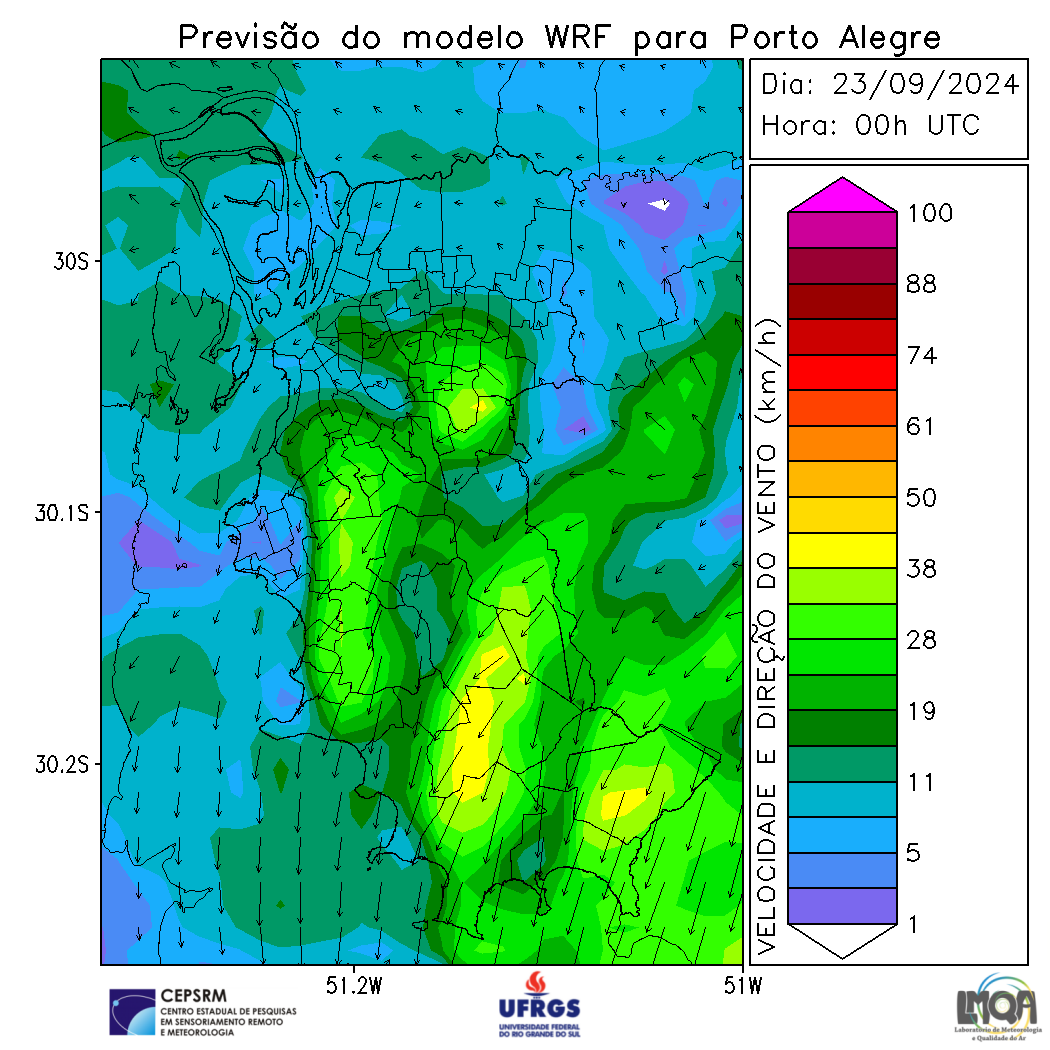 Previsão do modelo WRF para Porto Alegre
Dia: 23/09/2024
Hora: 00h UTC
30S
30.1S
30.2S
51.2W
51W
VELOCIDADE E DIREÇÃO DO VENTO (km/h)
100
88
74
61
50
38
28
19
11
5
1
CEPSRM
CENTRO ESTADUAL DE PESQUISAS
EM SENSORIAMENTO REMOTO
E METEOROLOGIA
UFRGS
UNIVERSIDADE FEDERAL
DO RIO GRANDE DO SUL
LMQA
Laboratório de Meteorologia
e Qualidade do Ar